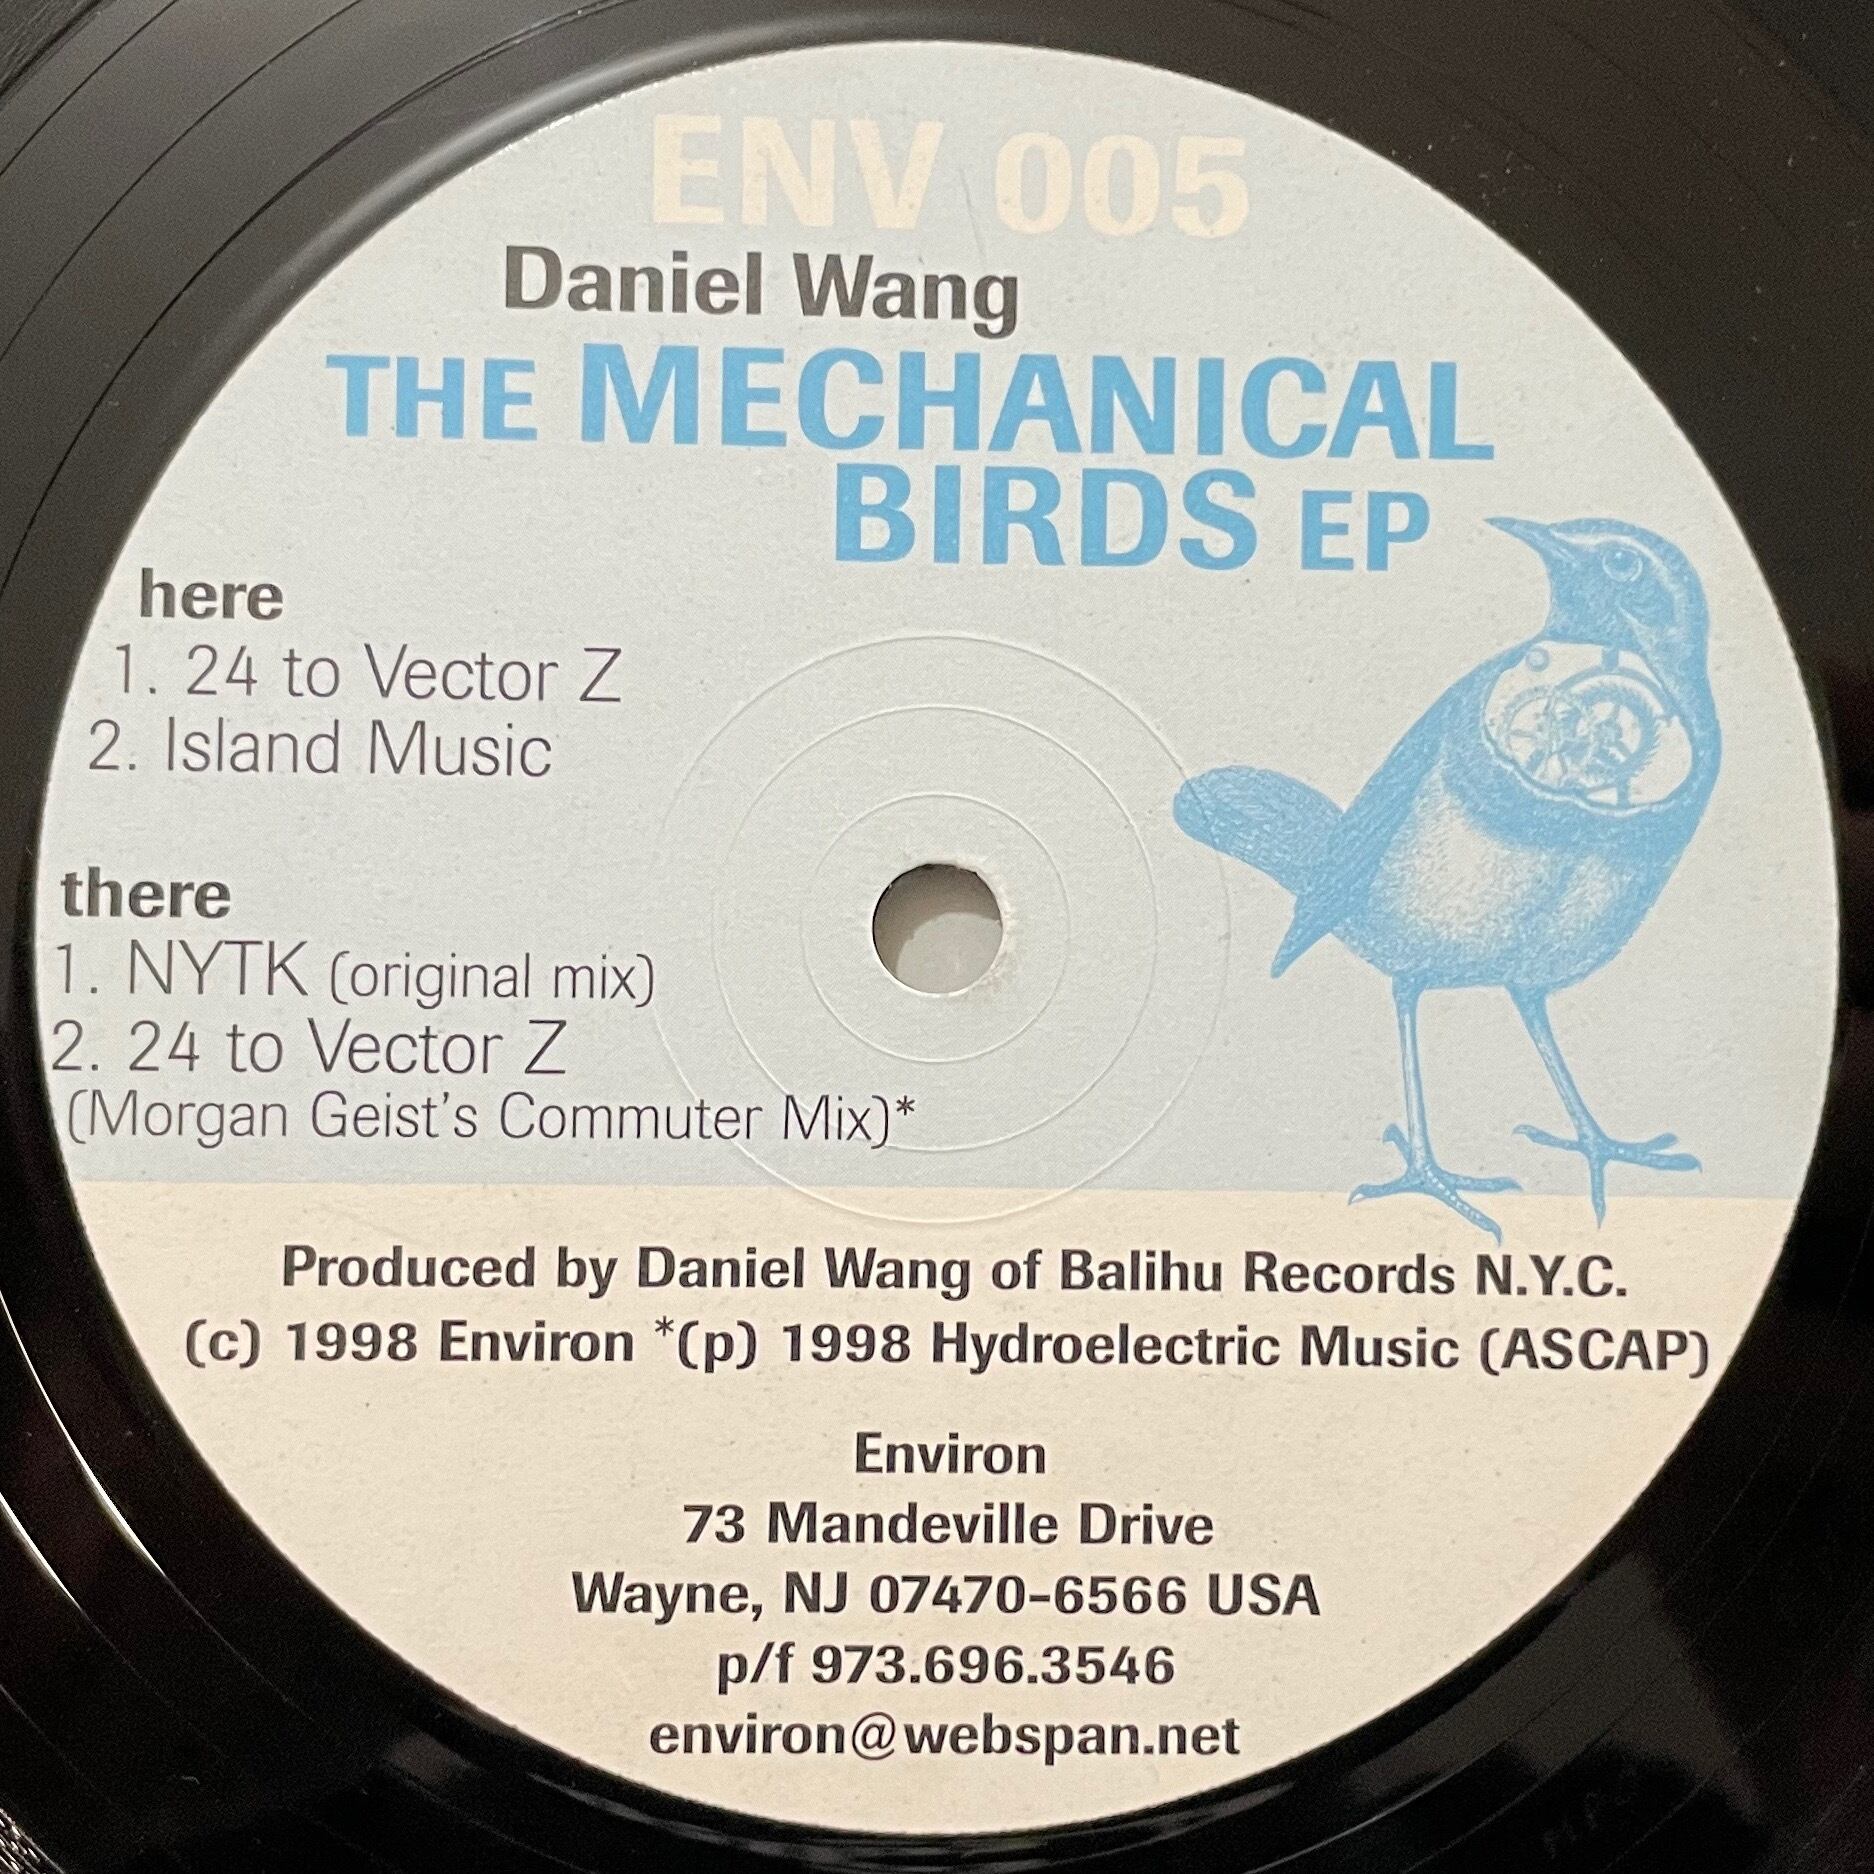 ENV 005
Daniel Wang
THE MECHANICAL
BIRDS EP
here
1. 24 to Vector Z
2. Island Music
there
1. NYTK (original mix)
2. 24 to Vector Z
(Morgan Geist's Commuter Mix)*
Produced by Daniel Wang of Balihu Records N.Y.C.
(c) 1998 Environ *(p) 1998 Hydroelectric Music (ASCAP)
Environ
73 Mandeville Drive
Wayne, NJ 07470-6566 USA
p/f 973.696.3546
environ@webspan.net